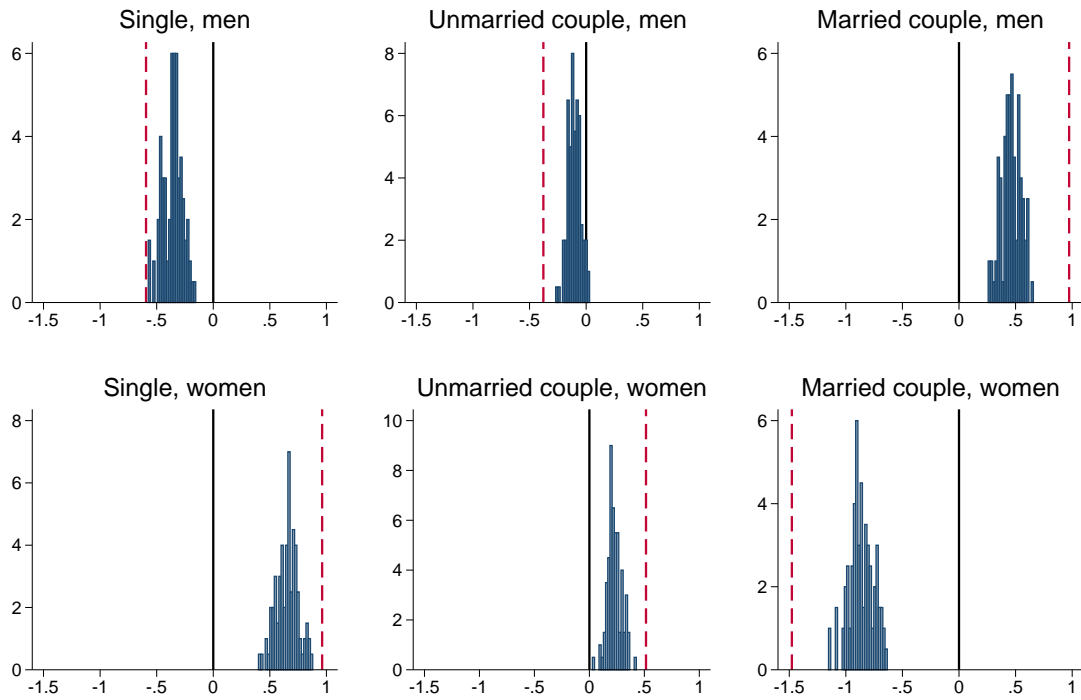 Single, men
Unmarried couple, men
Married couple, men
6
4
2
0
8
6
4
2
0
6
4
2
0
-1.5 -1 -.5 0 .5 1
-1.5 -1 -.5 0 .5 1
-1.5 -1 -.5 0 .5 1
Single, women
Unmarried couple, women
Married couple, women
8
6
4
2
0
10
8
6
4
2
0
6
4
2
0
-1.5 -1 -.5 0 .5 1
-1.5 -1 -.5 0 .5 1
-1.5 -1 -.5 0 .5 1